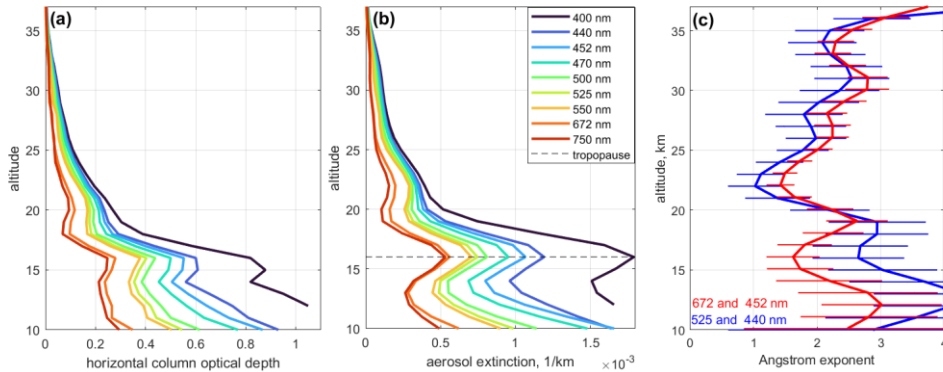 (a)
35
30
25
20
15
10
altitude
0
0.2
0.4
0.6
0.8
1
horizontal column optical depth
(b)
400 nm
440 nm
452 nm
470 nm
500 nm
525 nm
550 nm
672 nm
750 nm
tropopause
35
30
25
20
15
10
altitude
0
0.5
1
1.5
×10⁻³
aerosol extinction, 1/km
(c)
35
30
25
20
15
10
altitude, km
672 and 452 nm
525 and 440 nm
0
1
2
3
4
Angstrom exponent